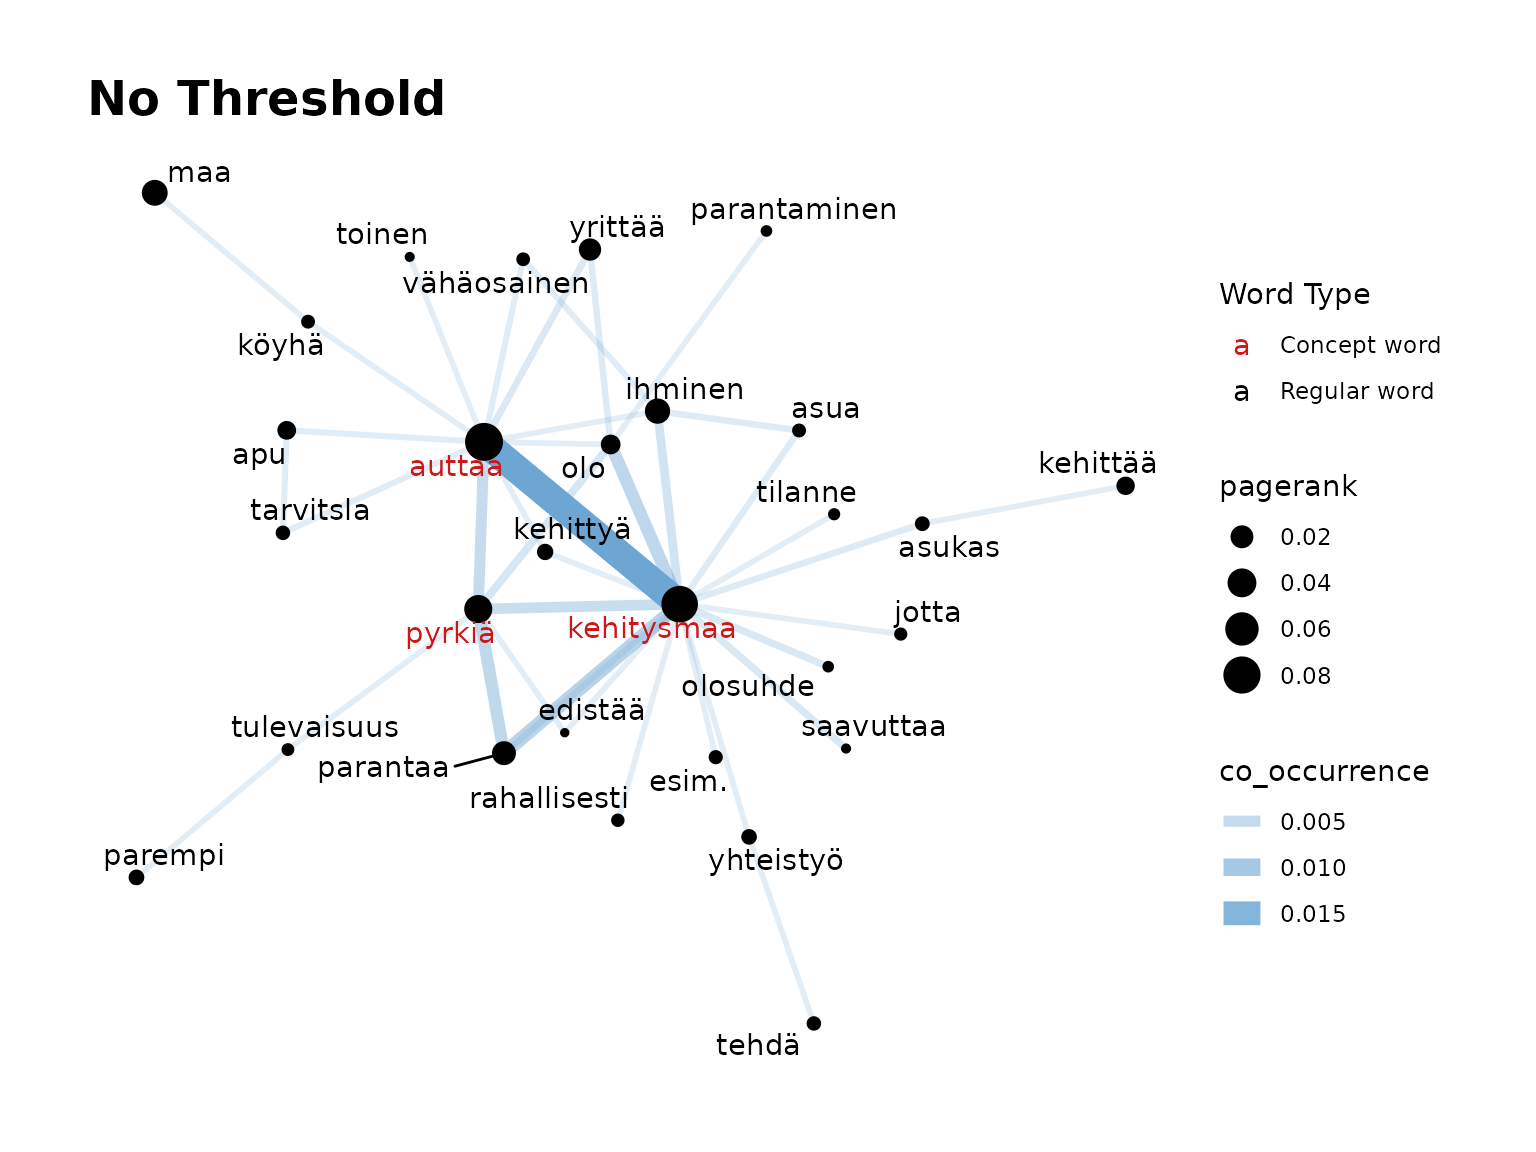 No Threshold
maa
toinen
yrittää
parantaminen
vähäosainen
köyhä
ihminen
asua
apu
auttaa
olo
kehittää
tilanne
tarvitsla
kehittyä
asukas
jotta
pyrkiä
kehitysmaa
olosuhde
edistää
saavuttaa
tulevaisuus
parantaa
esim.
rahallisesti
parempi
yhteistyö
tehdä
Word Type
a Concept word
a Regular word
pagerank
0.02
0.04
0.06
0.08
co_occurrence
0.005
0.010
0.015